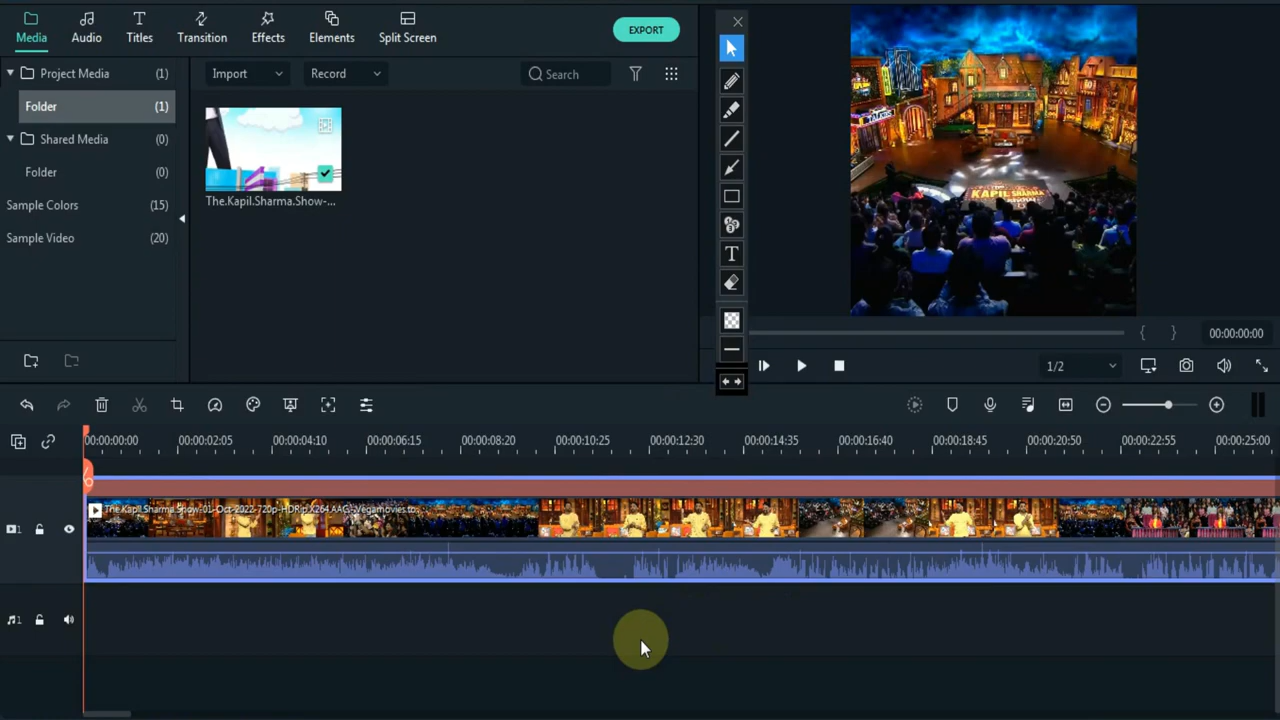 Media
Audio
Titles
Transition
Effects
Elements
Split Screen
EXPORT
Project Media (1)
Folder (1)
Shared Media (0)
Folder (0)
Sample Colors (15)
Sample Video (20)
Import
Record
Search
The.Kapil.Sharma.Show-...
T
THE
KAPIL SHARMA
{ }
00:00:00:00
1/2
00:00:00:00 00:00:02:05 00:00:04:10 00:00:06:15 00:00:08:20 00:00:10:25 00:00:12:30 00:00:14:35 00:00:16:40 00:00:18:45 00:00:20:50 00:00:22:55 00:00:25:00
1
The.Kapil.Sharma.Show-01-Oct-2022-720p-HDRip.X264.AAC-Vegamovies.to...
1